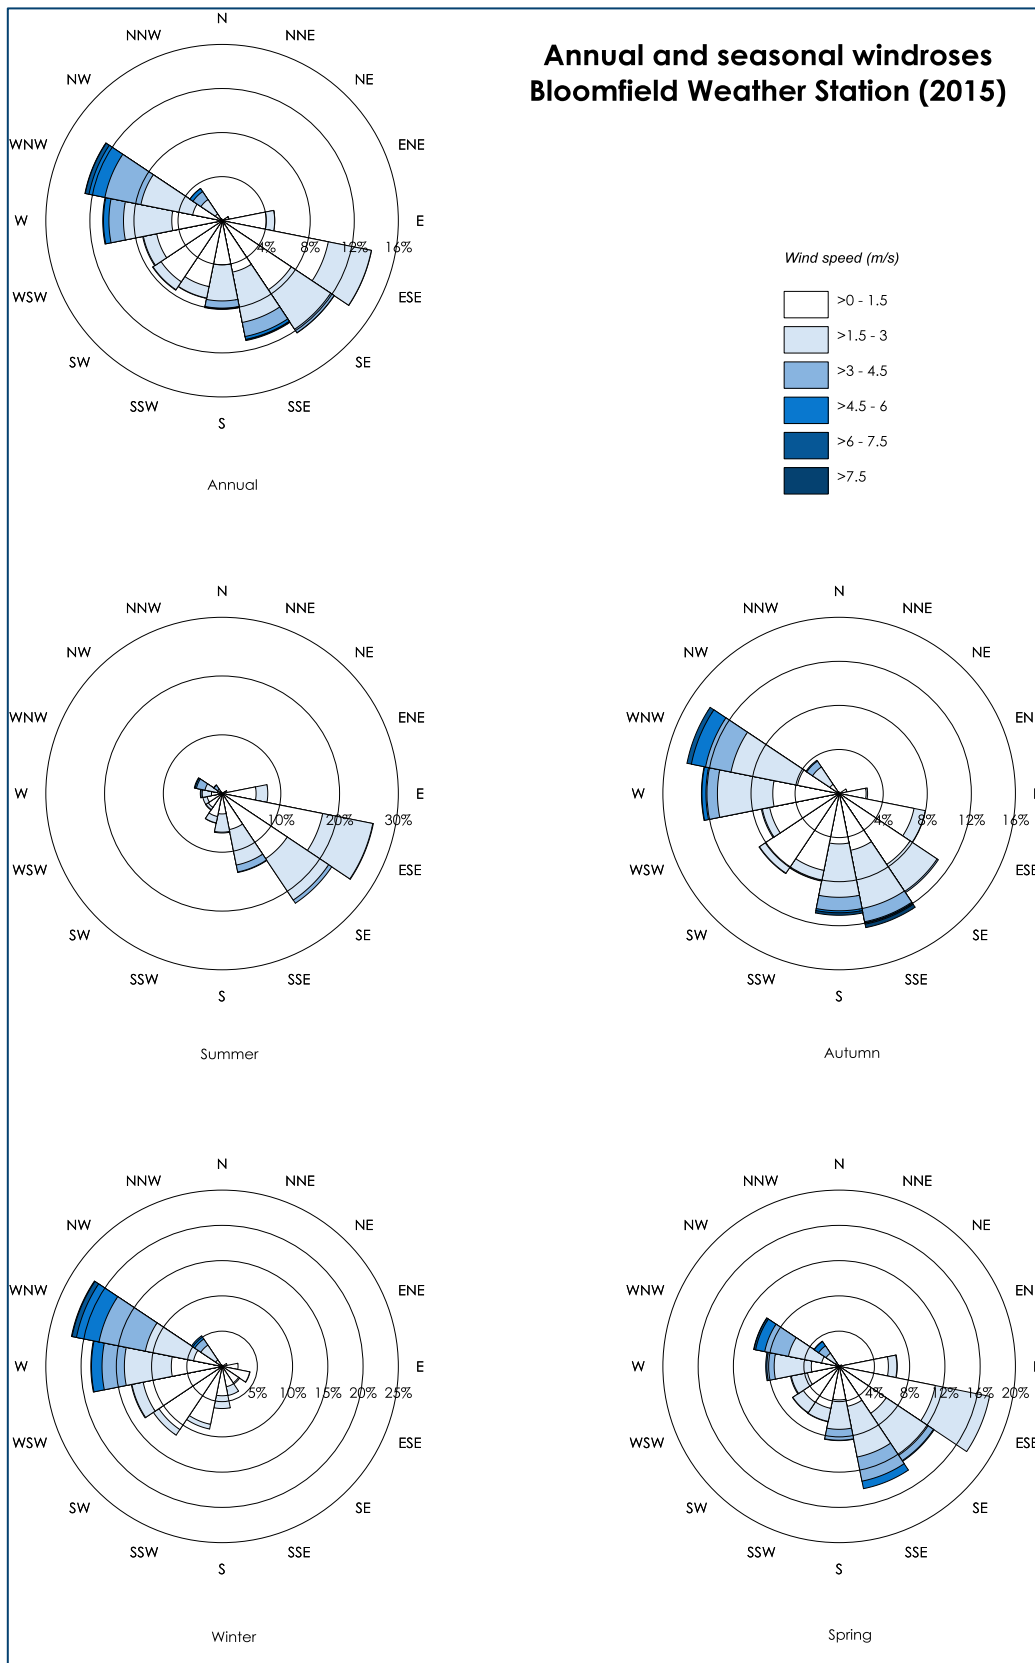 Annual and seasonal windroses
Bloomfield Weather Station (2015)
N
NNW NNE
NW NE
WNW ENE
W E
4% 8% 12% 16%
WSW ESE
SW SE
SSW SSE
S
Annual
Wind speed (m/s)
>0 - 1.5
>1.5 - 3
>3 - 4.5
>4.5 - 6
>6 - 7.5
>7.5
N
NNW NNE
NW NE
WNW ENE
W E
10% 20% 30%
WSW ESE
SW SE
SSW SSE
S
Summer
N
NNW NNE
NW NE
WNW EN
W
4% 8% 12% 16%
WSW ESE
SW SE
SSW SSE
S
Autumn
N
NNW NNE
NW NE
WNW ENE
W E
5% 10% 15% 20% 25%
WSW ESE
SW SE
SSW SSE
S
Winter
N
NNW NNE
NW NE
WNW EN
W
4% 8% 12% 16% 20%
WSW ESE
SW SE
SSW SSE
S
Spring